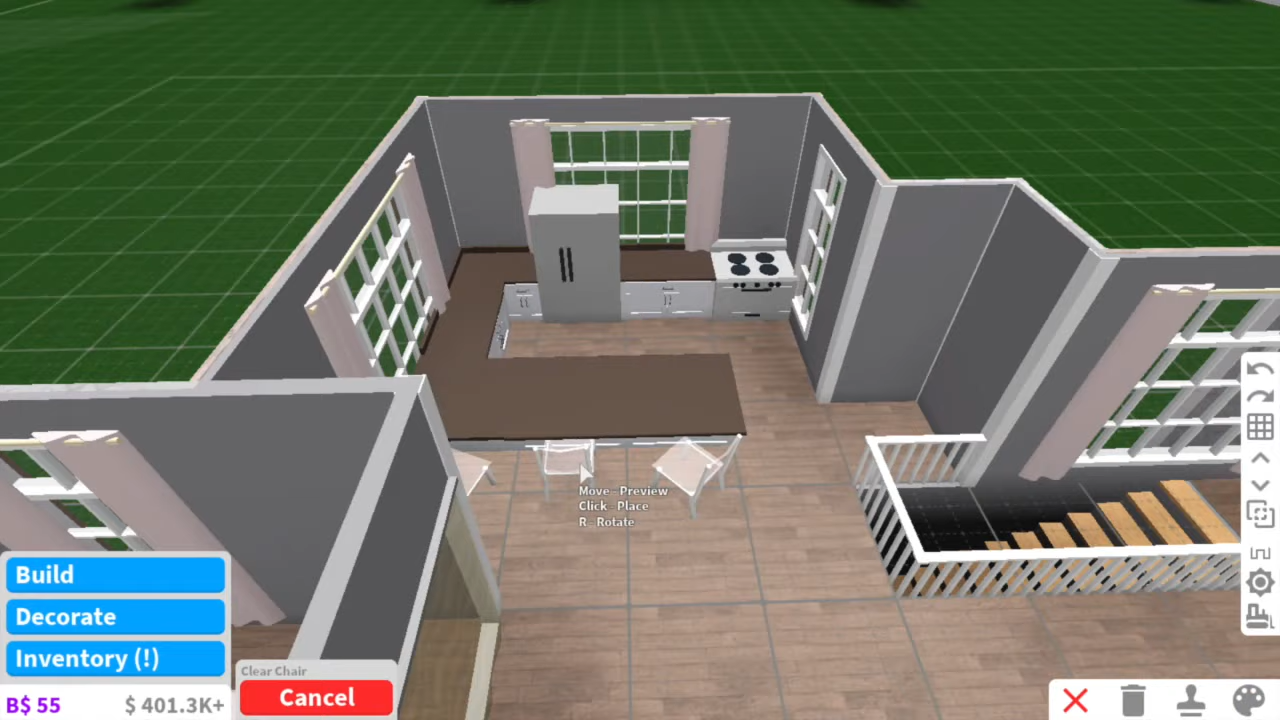 Move - Preview
Click - Place
R - Rotate
Build
Decorate
Inventory (!)
B$ 55
$ 401.3K+
Clear Chair
Cancel